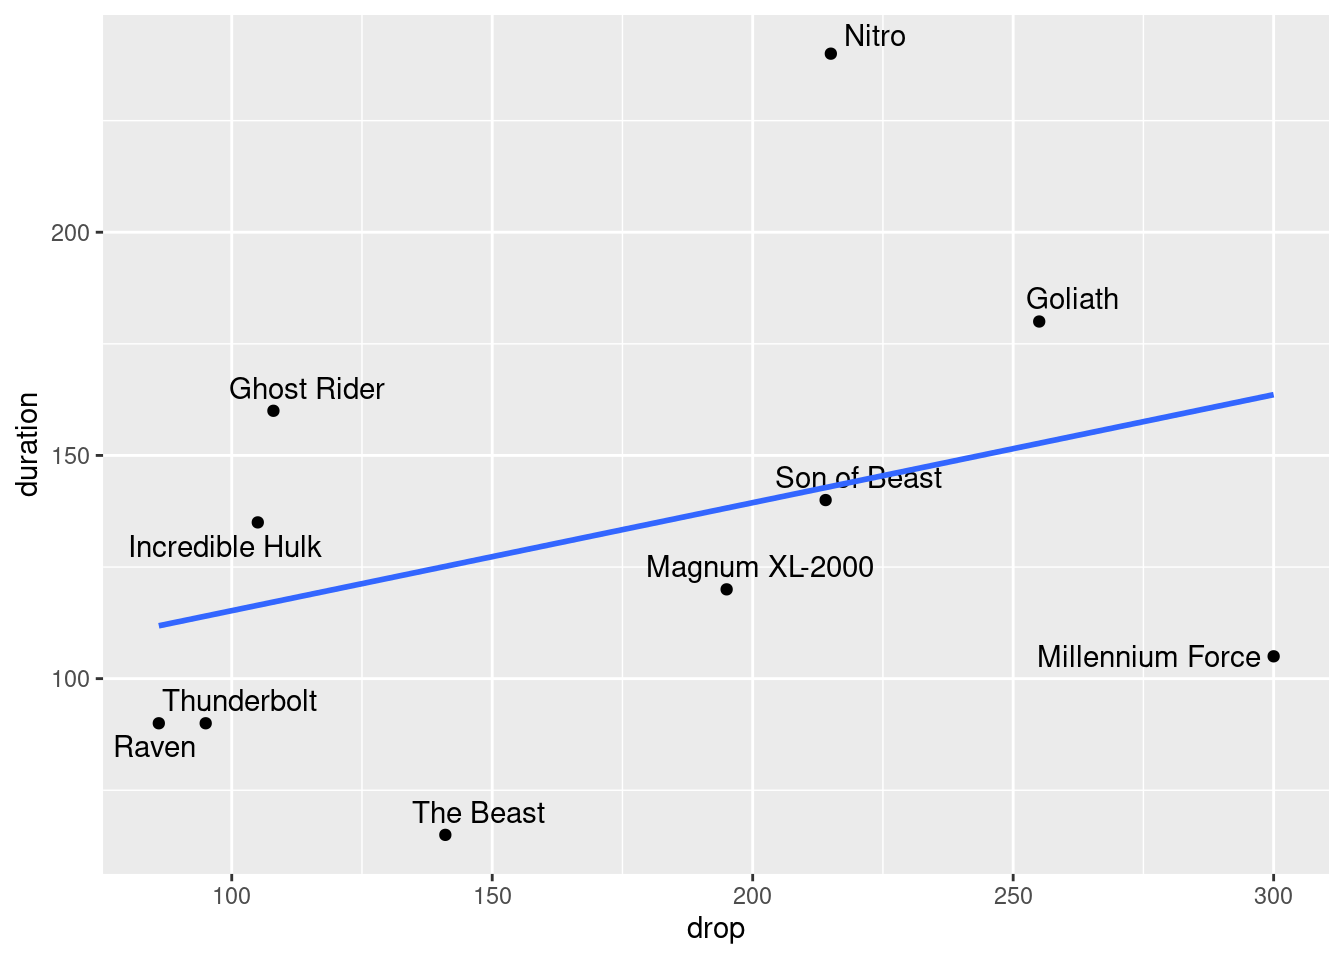 Nitro
200
Goliath
Ghost Rider
150
Son of Beast
Incredible Hulk
Magnum XL-2000
Millennium Force
100
Thunderbolt
Raven
The Beast
duration
100 150 200 250 300
drop